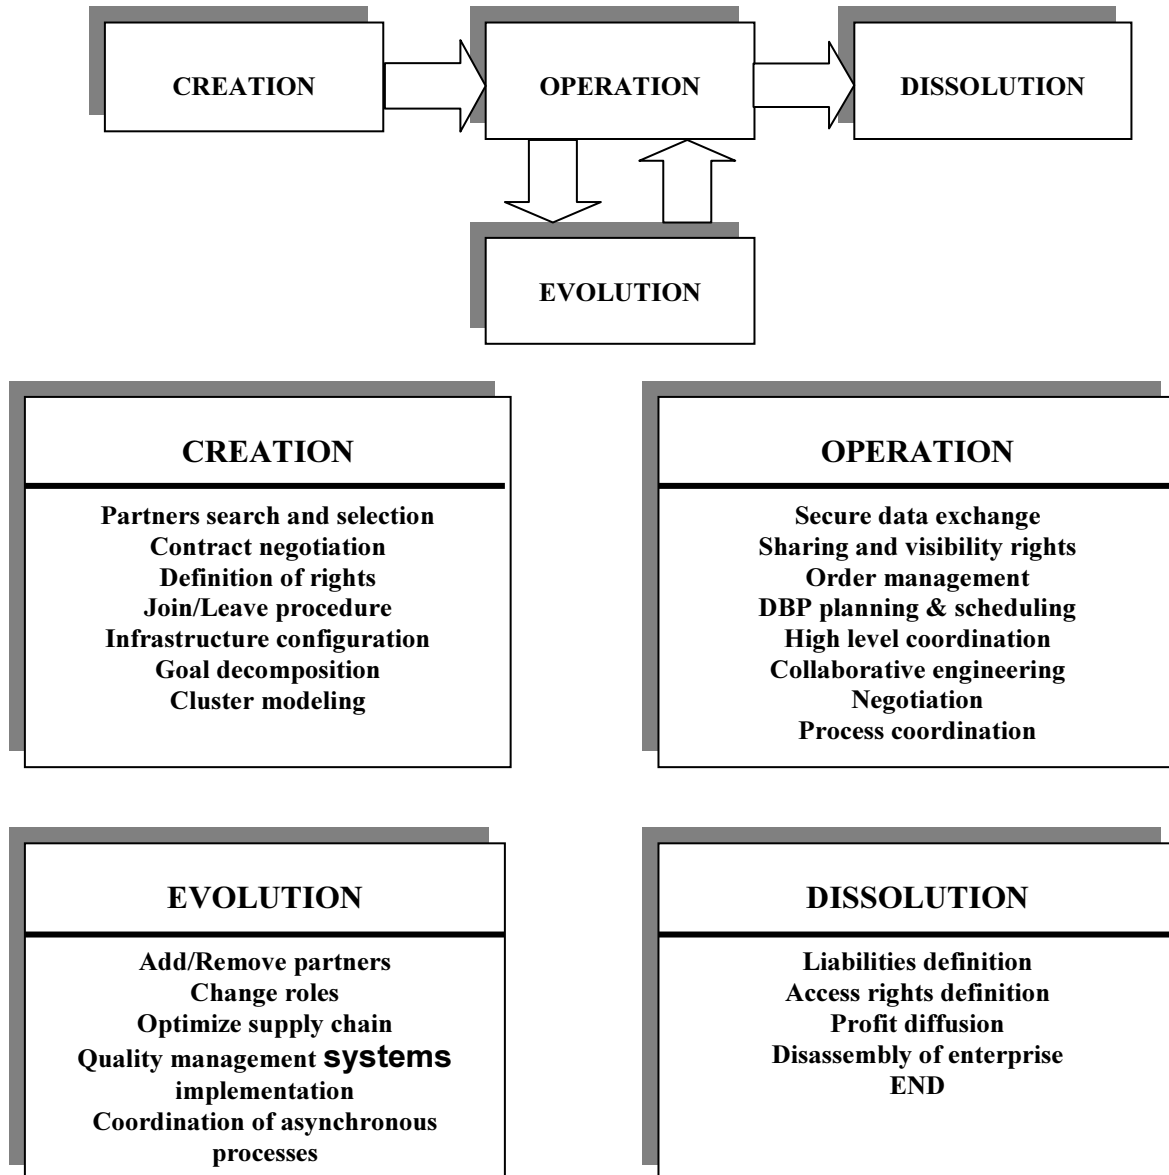 CREATION
OPERATION
DISSOLUTION
EVOLUTION
CREATION
Partners search and selection
Contract negotiation
Definition of rights
Join/Leave procedure
Infrastructure configuration
Goal decomposition
Cluster modeling
OPERATION
Secure data exchange
Sharing and visibility rights
Order management
DBP planning & scheduling
High level coordination
Collaborative engineering
Negotiation
Process coordination
EVOLUTION
Add/Remove partners
Change roles
Optimize supply chain
Quality management systems
implementation
Coordination of asynchronous
processes
DISSOLUTION
Liabilities definition
Access rights definition
Profit diffusion
Disassembly of enterprise
END